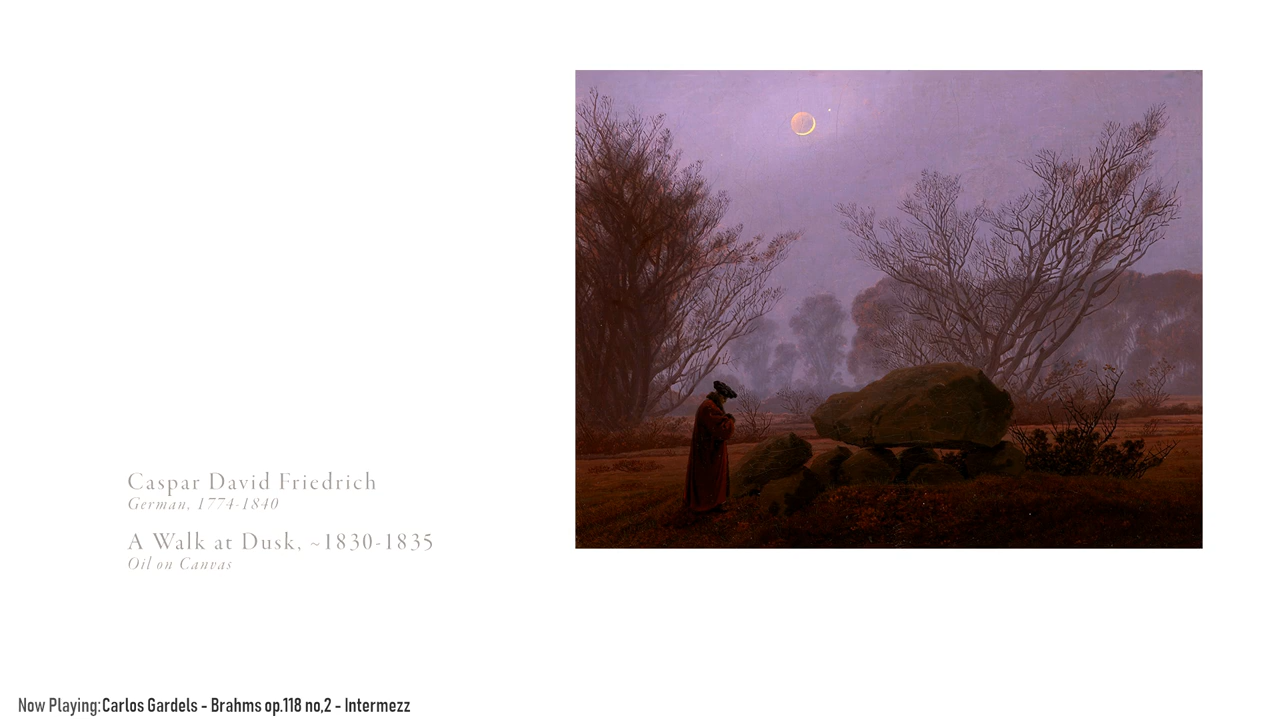 Caspar David Friedrich
German, 1774-1840
A Walk at Dusk, ~1830-1835
Oil on Canvas
Now Playing:Carlos Gardels - Brahms op.118 no,2 - Intermezz